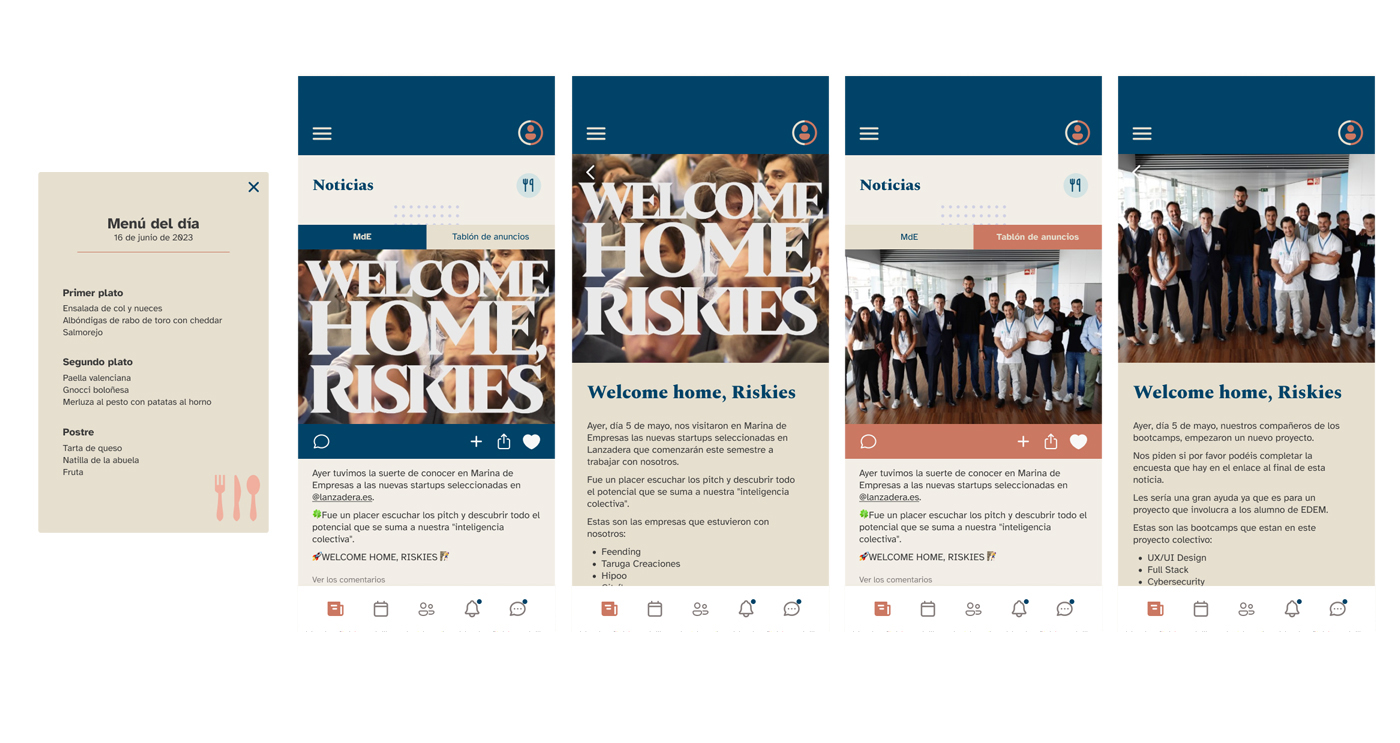 Menú del día
16 de junio de 2023
Primer plato
Ensalada de col y nueces
Albóndigas de rabo de toro con cheddar
Salmorejo
Segundo plato
Paella valenciana
Gnocci boloñesa
Merluza al pesto con patatas al horno
Postre
Tarta de queso
Natilla de la abuela
Fruta
Noticias
MdE
Tablón de anuncios
WELCOME
HOME,
RISKIES
Ayer tuvimos la suerte de conocer en Marina de
Empresas a las nuevas startups seleccionadas en
@lanzadera.es.
🍀Fue un placer escuchar los pitch y descubrir todo el
potencial que se suma a nuestra "inteligencia
colectiva".
🚀WELCOME HOME, RISKIES
Ver los comentarios
WELCOME
HOME,
RISKIES
Welcome home, Riskies
Ayer, día 5 de mayo, nos visitaron en Marina de
Empresas las nuevas startups seleccionadas en
Lanzadera que comenzarán este semestre a
trabajar con nosotros.
Fue un placer escuchar los pitch y descubrir todo
el potencial que se suma a nuestra "inteligencia
colectiva".
Estas son las empresas que estuvieron con
nosotros:
• Feending
• Taruga Creaciones
• Hipoo
Noticias
MdE
Tablón de anuncios
Ayer tuvimos la suerte de conocer en Marina de
Empresas a las nuevas startups seleccionadas en
@lanzadera.es.
🍀Fue un placer escuchar los pitch y descubrir todo el
potencial que se suma a nuestra "inteligencia
colectiva".
🚀WELCOME HOME, RISKIES
Ver los comentarios
Welcome home, Riskies
Ayer, día 5 de mayo, nuestros compañeros de los
bootcamps, empezaron un nuevo proyecto.
Nos piden si por favor podéis completar la
encuesta que hay en el enlace al final de esta
noticia.
Les sería una gran ayuda ya que es para un
proyecto que involucra a los alumno de EDEM.
Estas son las bootcamps que estan en este
proyecto colectivo:
• UX/UI Design
• Full Stack
• Cybersecurity